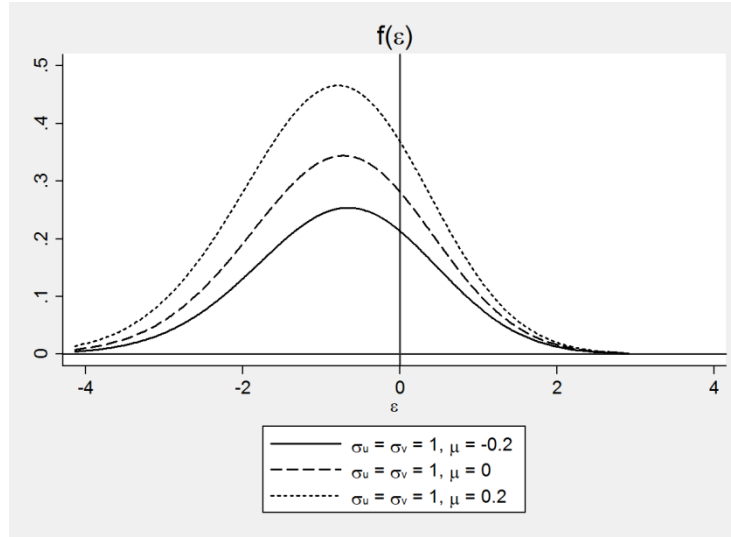 f(ε)
.5
.4
.3
.2
.1
0
-4 -2 0 2 4
ε
σu = σv = 1, μ = -0.2
σu = σv = 1, μ = 0
σu = σv = 1, μ = 0.2